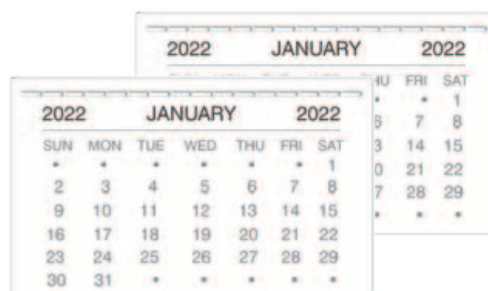 2022 JANUARY 2022
FRI SAT
1
7 8
14 15
21 22
28 29
2022 JANUARY 2022
SUN MON TUE WED THU FRI SAT
1
2 3 4 5 6 7 8
9 10 11 12 13 14 15
16 17 18 19 20 21 22
23 24 25 26 27 28 29
30 31